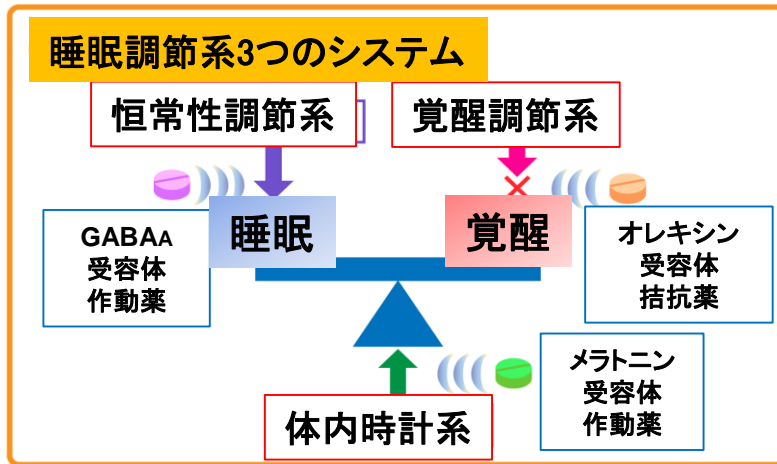 睡眠調節系3つのシステム
恒常性調節系
覚醒調節系
睡眠
覚醒
GABAA
受容体
作動薬
オレキシン
受容体
拮抗薬
メラトニン
受容体
作動薬
体内時計系